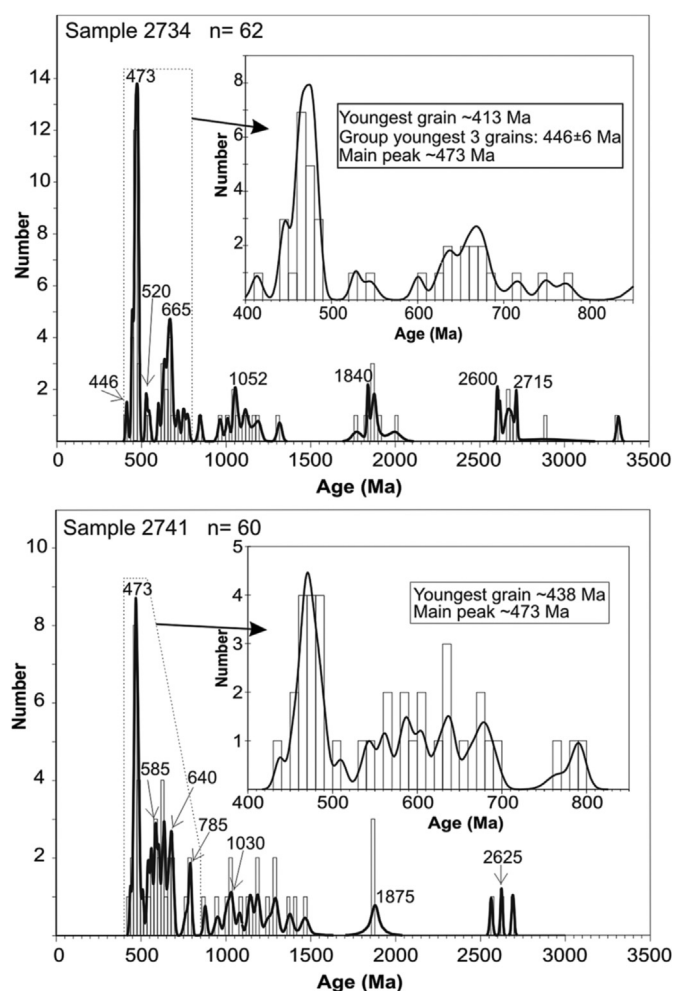 Sample 2734 n= 62
14
12
10
8
6
4
2
Number
473
520
665
446
1052
1840
2600
2715
8
6
4
2
Number
Youngest grain ~413 Ma
Group youngest 3 grains: 446±6 Ma
Main peak ~473 Ma
400 500 600 700 800
Age (Ma)
0 500 1000 1500 2000 2500 3000 3500
Age (Ma)
Sample 2741 n= 60
10
8
6
4
2
0
Number
473
585
640
785
1030
1875
2625
5
4
3
2
1
Number
Youngest grain ~438 Ma
Main peak ~473 Ma
400 500 600 700 800
Age (Ma)
0 500 1000 1500 2000 2500 3000 3500
Age (Ma)